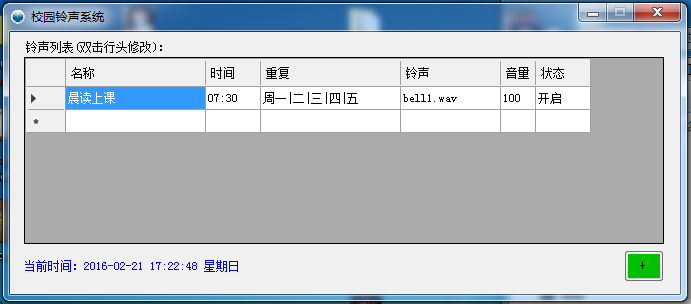 校园铃声系统
铃声列表(双击行头修改):
名称 时间 重复 铃声 音量 状态
晨读上课 07:30 周一|二|三|四|五 bell1.wav 100 开启
*
当前时间: 2016-02-21 17:22:48 星期日
+